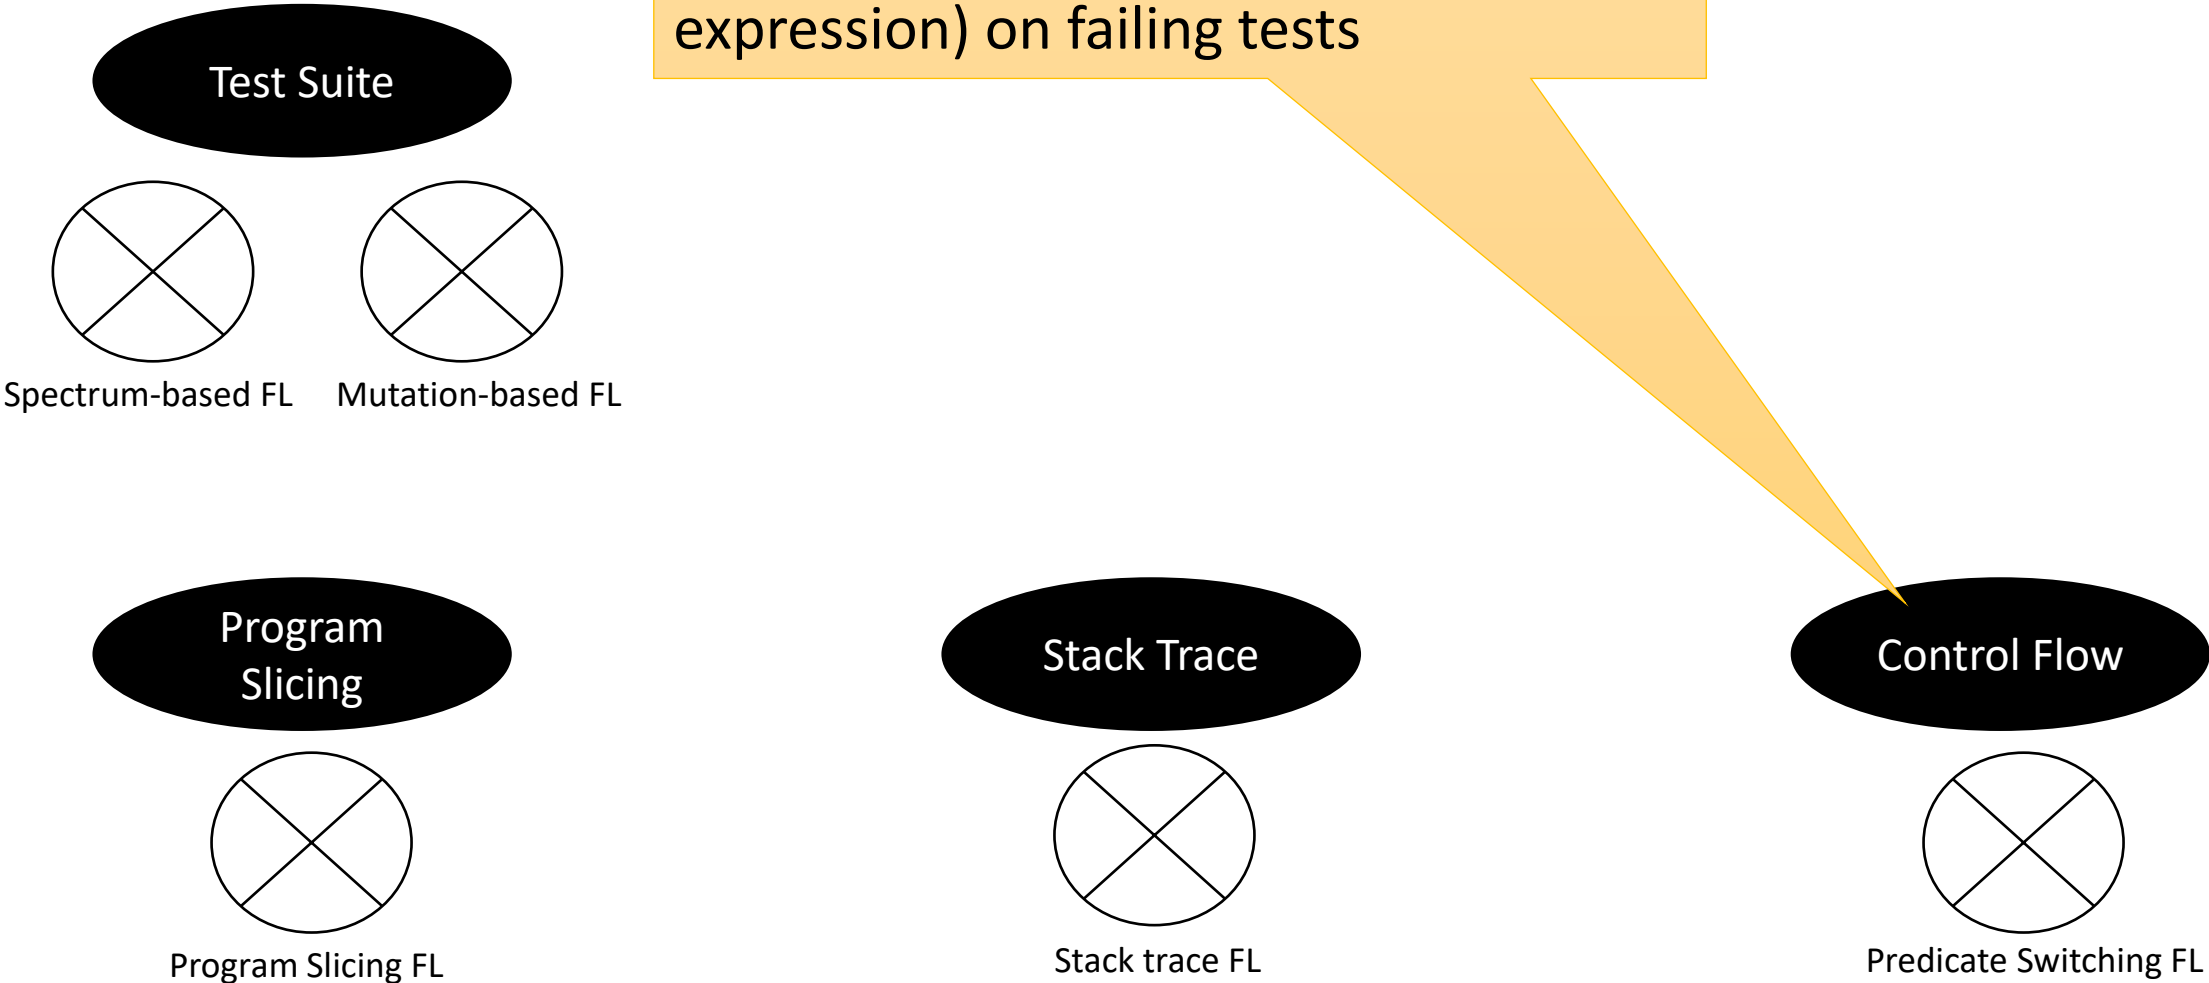 expression) on failing tests
Test Suite
Spectrum-based FL
Mutation-based FL
Program
Slicing
Stack Trace
Control Flow
Program Slicing FL
Stack trace FL
Predicate Switching FL